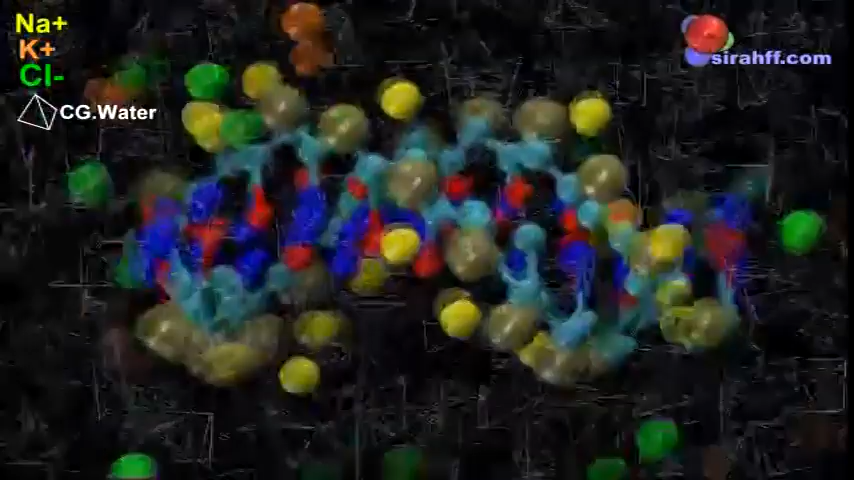 Na+
K+
Cl-
CG.Water
sirahff.com